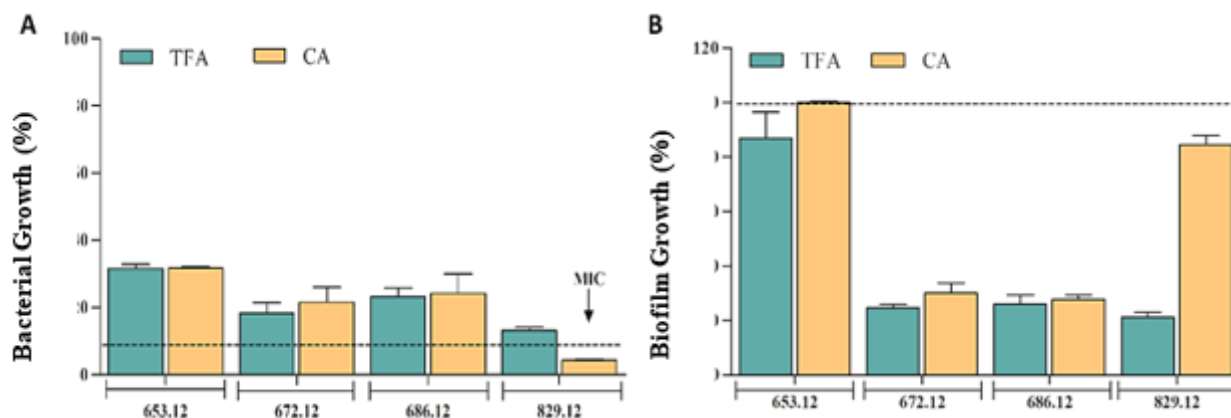 A
100
TFA CA
Bacterial Growth (%)
20
0
MIC
653.12 672.12 686.12 829.12
B
120
TFA CA
Biofilm Growth (%)
653.12 672.12 686.12 829.12